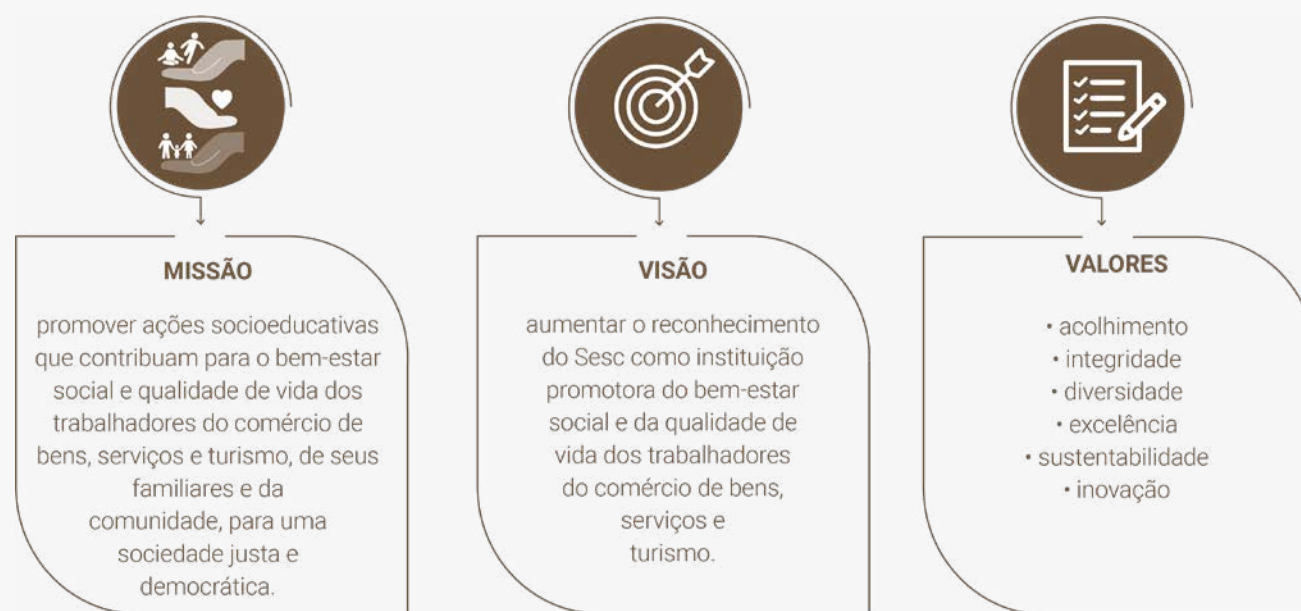 MISSÃO
promover ações socioeducativas
que contribuam para o bem-estar
social e qualidade de vida dos
trabalhadores do comércio de
bens, serviços e turismo, de seus
familiares e da
comunidade, para uma
sociedade justa e
democrática.
VISÃO
aumentar o reconhecimento
do Sesc como instituição
promotora do bem-estar
social e da qualidade de
vida dos trabalhadores
do comércio de bens,
serviços e
turismo.
VALORES
• acolhimento
• integridade
• diversidade
• excelência
• sustentabilidade
• inovação